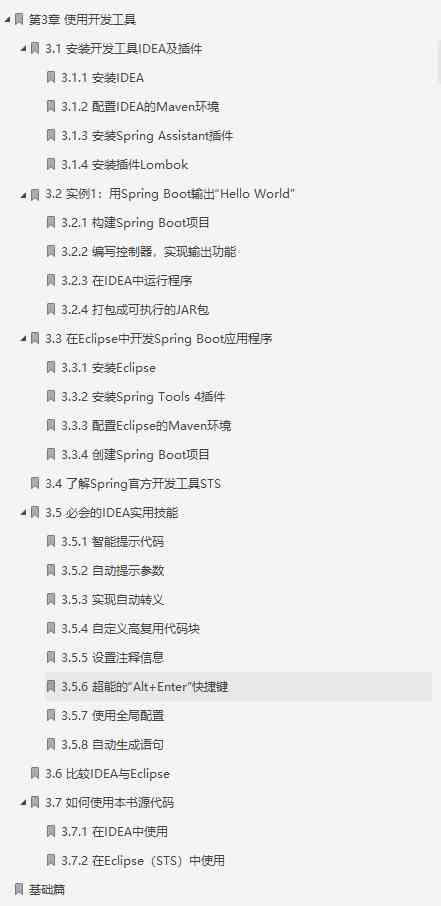 第3章 使用开发工具
3.1 安装开发工具IDEA及插件
3.1.1 安装IDEA
3.1.2 配置IDEA的Maven环境
3.1.3 安装Spring Assistant插件
3.1.4 安装插件Lombok
3.2 实例1：用Spring Boot输出“Hello World”
3.2.1 构建Spring Boot项目
3.2.2 编写控制器，实现输出功能
3.2.3 在IDEA中运行程序
3.2.4 打包成可执行的JAR包
3.3 在Eclipse中开发Spring Boot应用程序
3.3.1 安装Eclipse
3.3.2 安装Spring Tools 4插件
3.3.3 配置Eclipse的Maven环境
3.3.4 创建Spring Boot项目
3.4 了解Spring官方开发工具STS
3.5 必会的IDEA实用技能
3.5.1 智能提示代码
3.5.2 自动提示参数
3.5.3 实现自动转义
3.5.4 自定义高复用代码块
3.5.5 设置注释信息
3.5.6 超能的“Alt+Enter”快捷键
3.5.7 使用全局配置
3.5.8 自动生成语句
3.6 比较IDEA与Eclipse
3.7 如何使用本书源代码
3.7.1 在IDEA中使用
3.7.2 在Eclipse（STS）中使用
基础篇